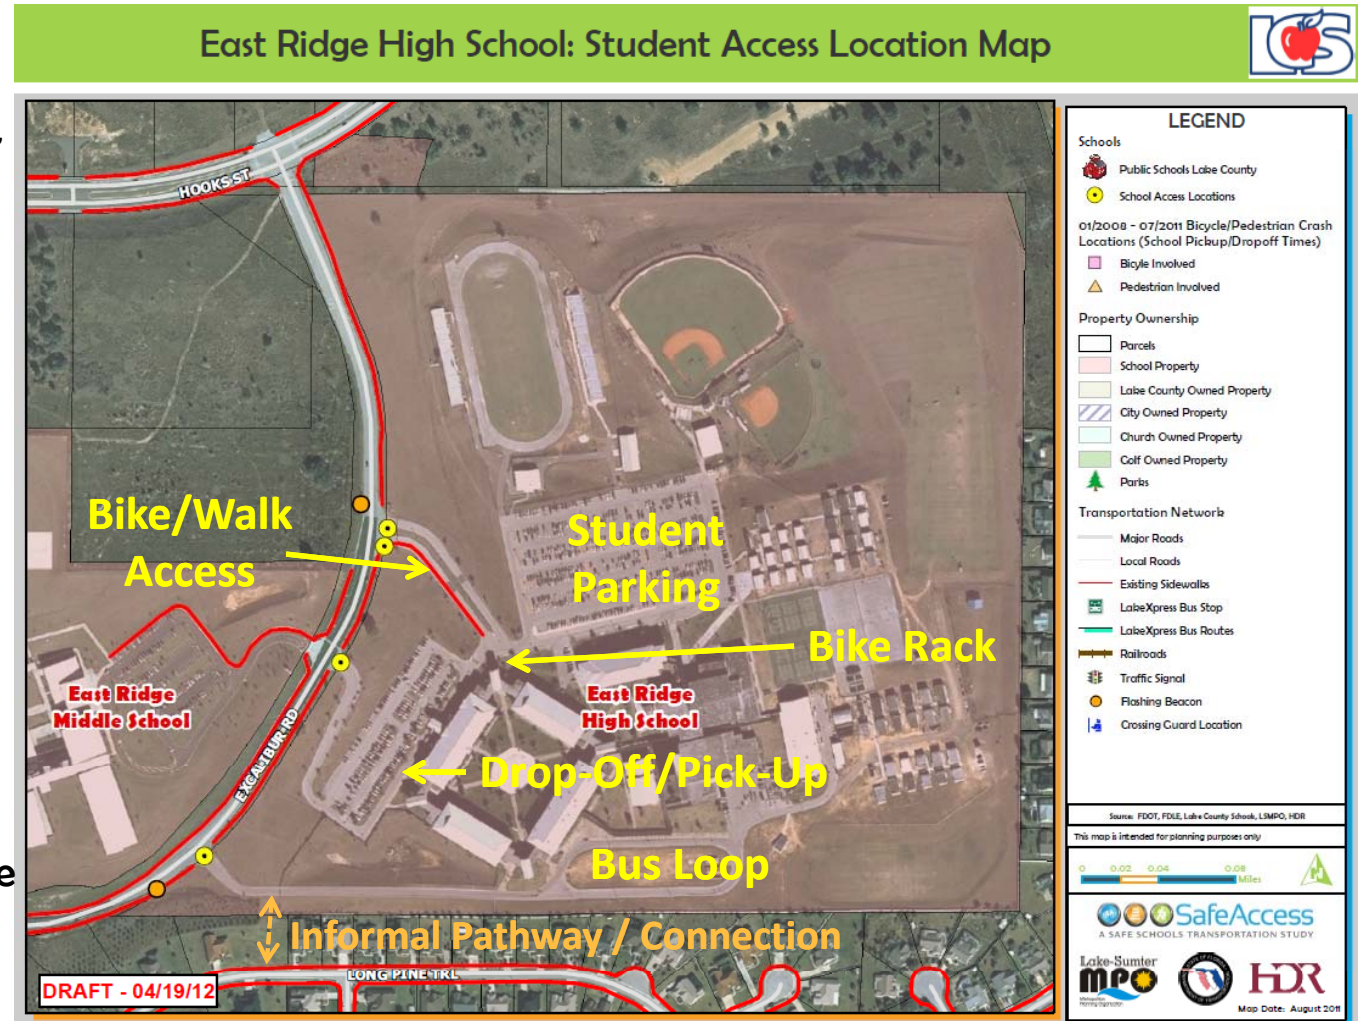 East Ridge High School: Student Access Location Map
LCS
HOOKS ST
Bike/Walk
Access
Student
Parking
Bike Rack
East Ridge
Middle School
East Ridge
High School
EXCALIBUR RD
Drop-Off/Pick-Up
Bus Loop
e
Informal Pathway / Connection
LONG PINE TRL
DRAFT - 04/19/12
LEGEND
Schools
Public Schools Lake County
School Access Locations
01/2008 - 07/2011 Bicycle/Pedestrian Crash
Locations (School Pickup/Dropoff Times)
Bicyle Involved
Pedestrian Involved
Property Ownership
Parcels
School Property
Lake County Owned Property
City Owned Property
Church Owned Property
Golf Owned Property
Parks
Transportation Network
Major Roads
Local Roads
Existing Sidewalks
LakeXpress Bus Stop
LakeXpress Bus Routes
Railroads
Traffic Signal
Flashing Beacon
Crossing Guard Location
Source: FDOT, FDLE, Lake County Schools, LSMPO, HDR
This map is intended for planning purposes only
0 0.02 0.04 0.08
Miles
SafeAccess
A SAFE SCHOOLS TRANSPORTATION STUDY
Lake-Sumter
MPO
HDR
Map Date: August 2011